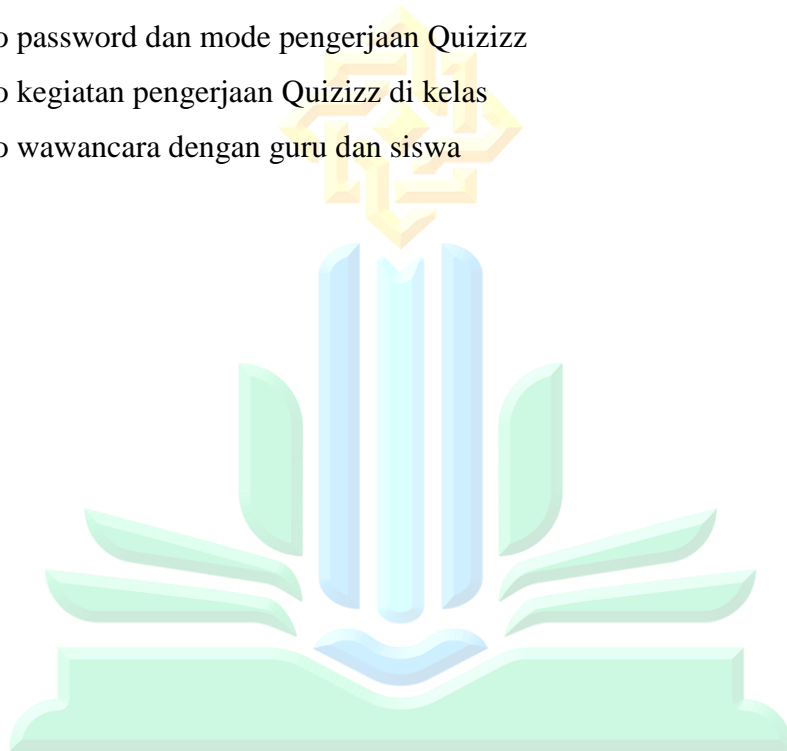 o password dan mode pengerjaan Quizizz
o kegiatan pengerjaan Quizizz di kelas
o wawancara dengan guru dan siswa